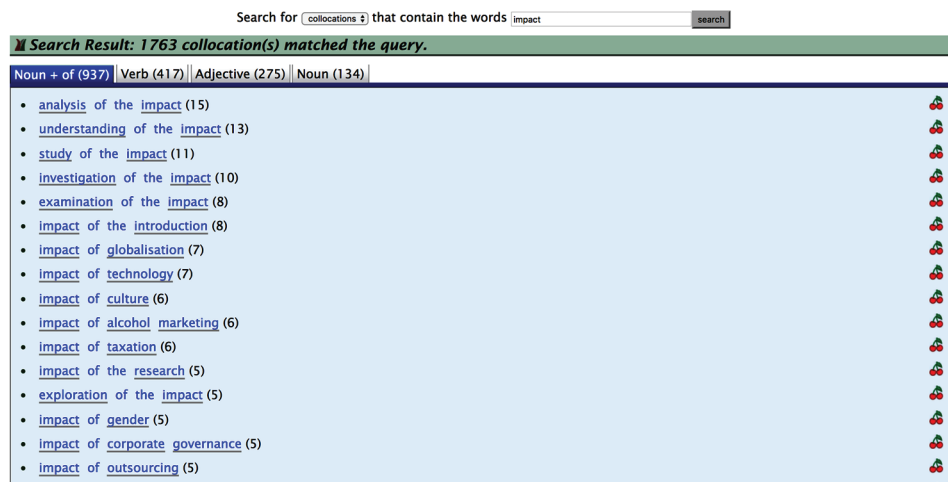 Search for collocations that contain the words impact search
Search Result: 1763 collocation(s) matched the query.
Noun + of (937) Verb (417) Adjective (275) Noun (134)
analysis of the impact (15)
understanding of the impact (13)
study of the impact (11)
investigation of the impact (10)
examination of the impact (8)
impact of the introduction (8)
impact of globalisation (7)
impact of technology (7)
impact of culture (6)
impact of alcohol marketing (6)
impact of taxation (6)
impact of the research (5)
exploration of the impact (5)
impact of gender (5)
impact of corporate governance (5)
impact of outsourcing (5)